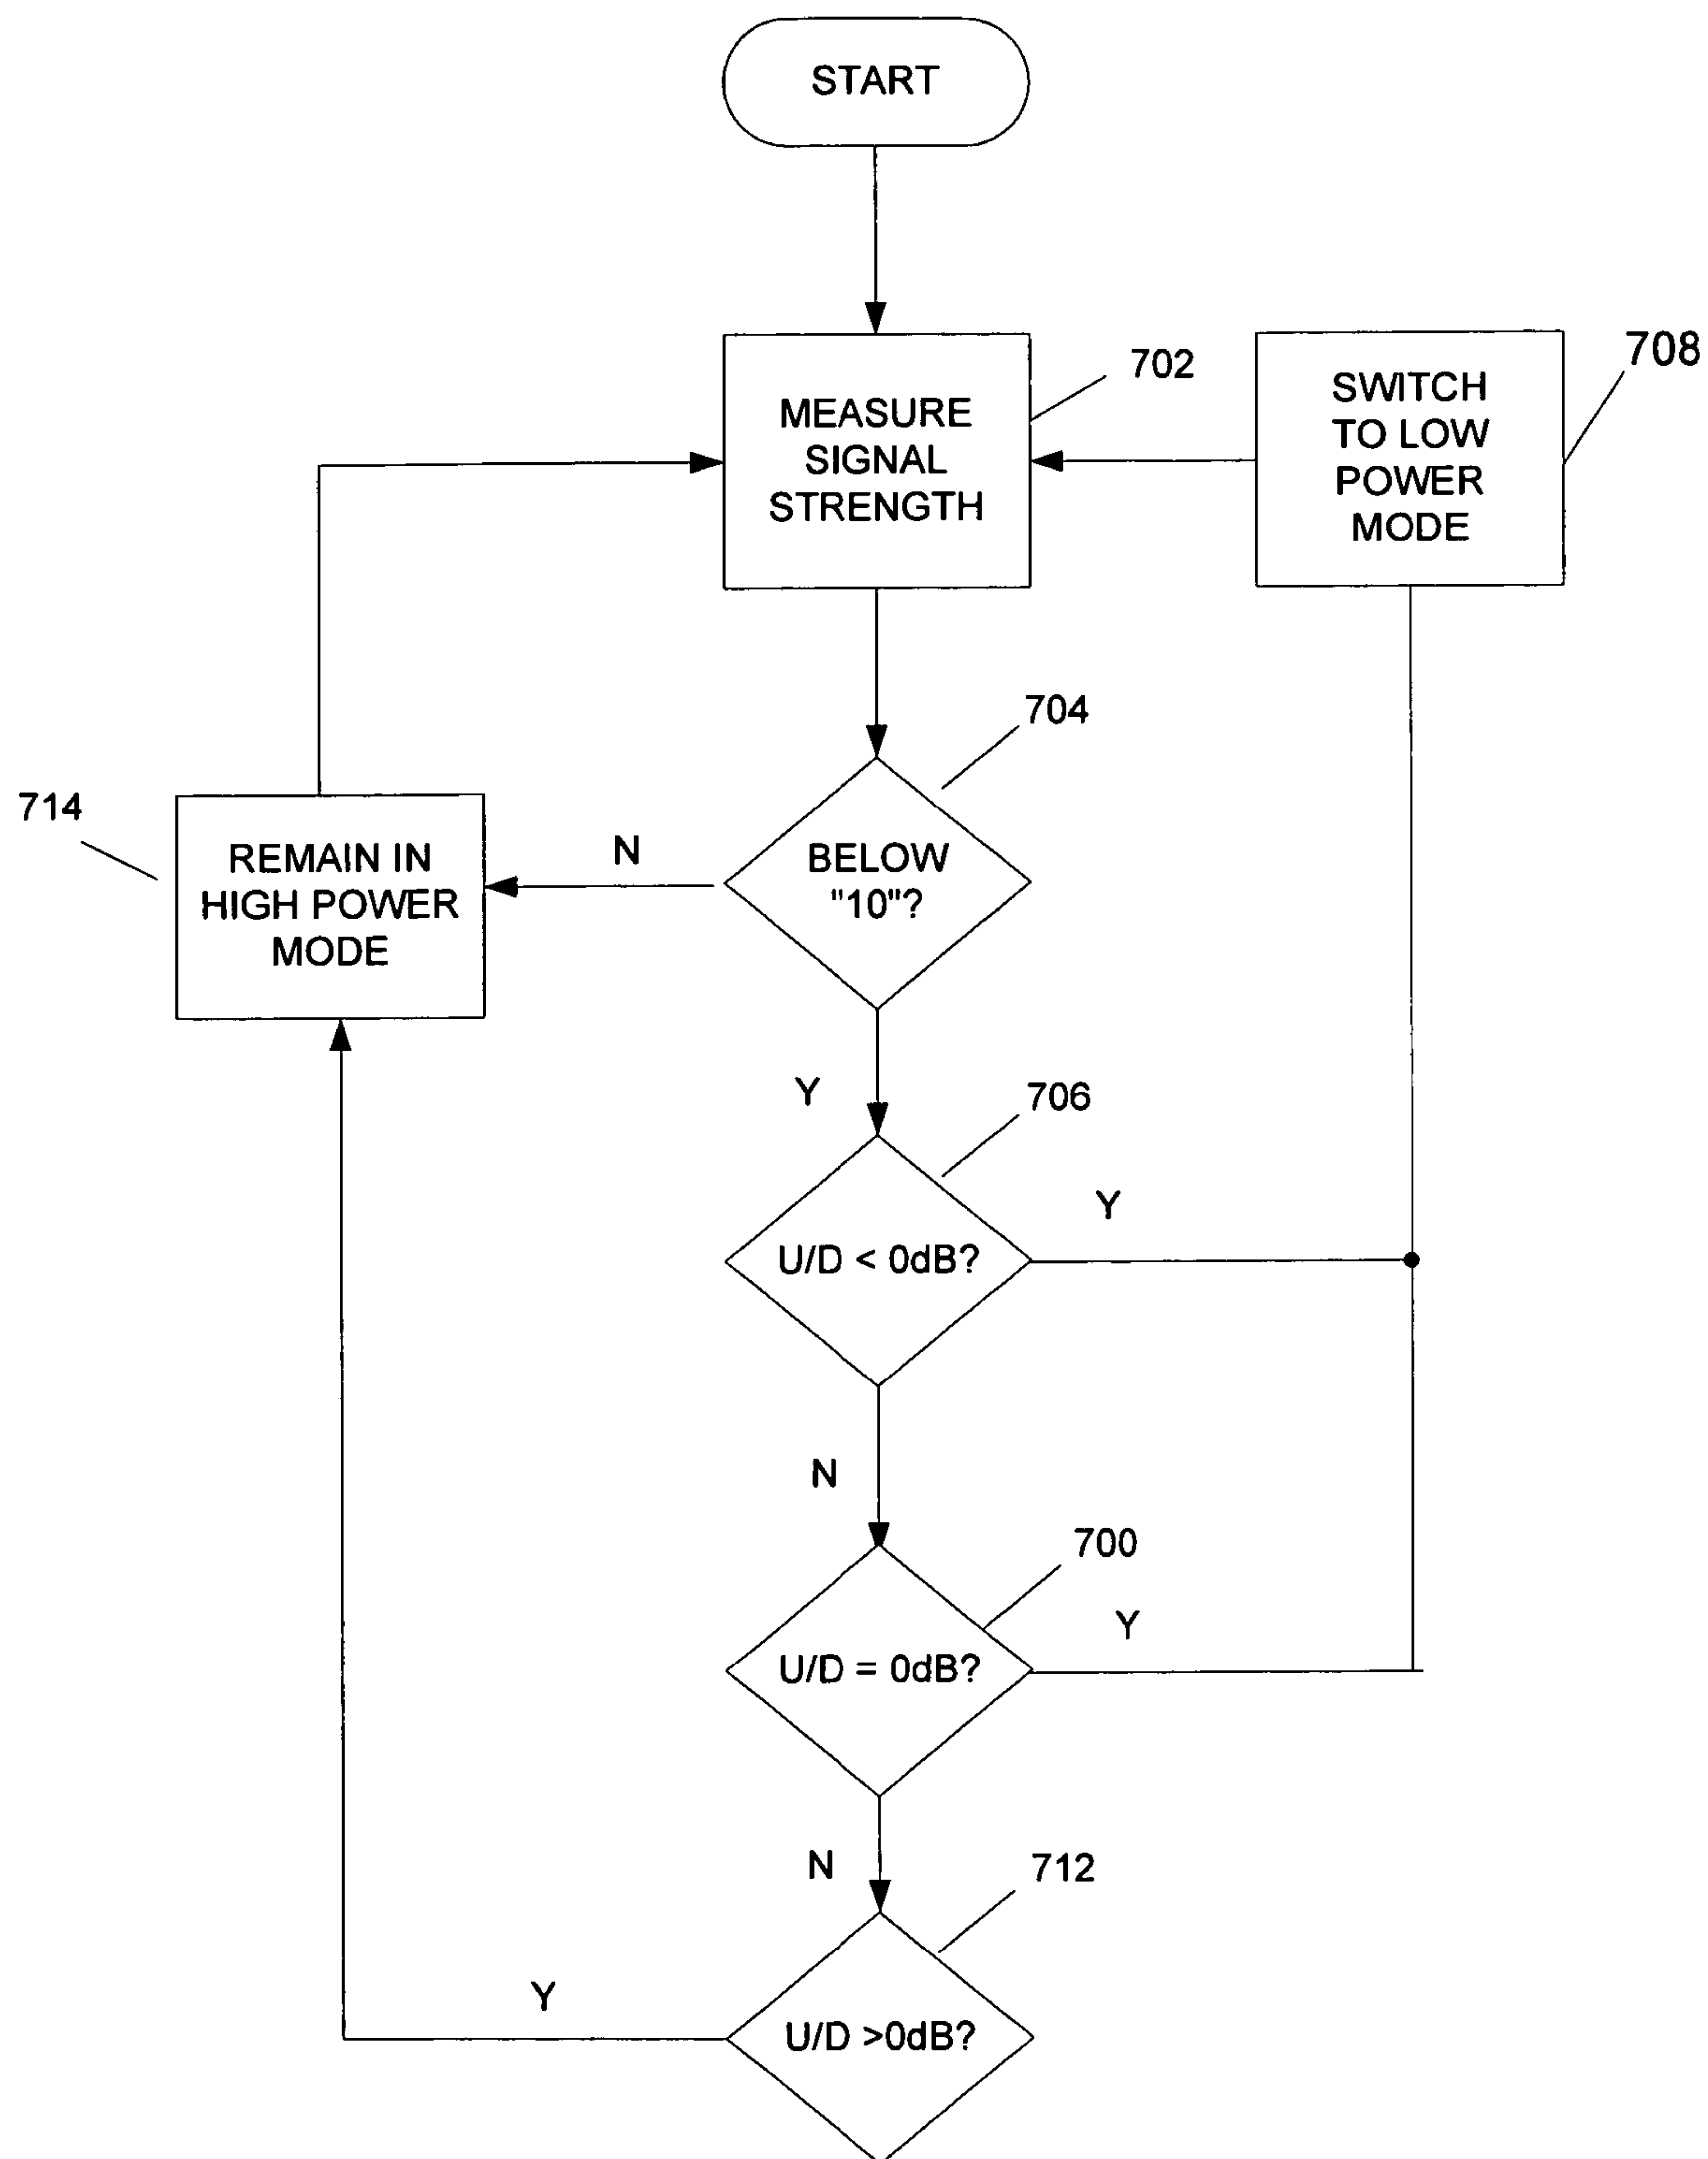 START
MEASURE
SIGNAL
STRENGTH
702
SWITCH
TO LOW
POWER
MODE
708
704
BELOW
"10"?
N
714
REMAIN IN
HIGH POWER
MODE
Y
706
U/D < 0dB?
Y
N
700
U/D = 0dB?
Y
N
712
U/D >0dB?
Y